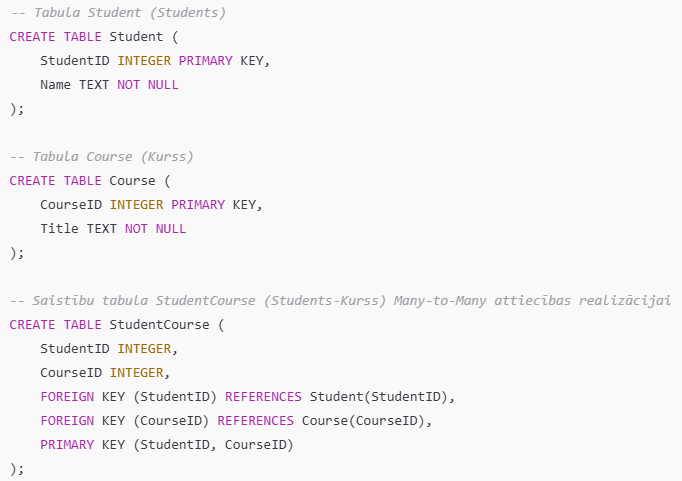 -- Tabula Student (Students)
CREATE TABLE Student (
    StudentID INTEGER PRIMARY KEY,
    Name TEXT NOT NULL
);

-- Tabula Course (Kurss)
CREATE TABLE Course (
    CourseID INTEGER PRIMARY KEY,
    Title TEXT NOT NULL
);

-- Saistību tabula StudentCourse (Students-Kurss) Many-to-Many attiecības realizācijai
CREATE TABLE StudentCourse (
    StudentID INTEGER,
    CourseID INTEGER,
    FOREIGN KEY (StudentID) REFERENCES Student(StudentID),
    FOREIGN KEY (CourseID) REFERENCES Course(CourseID),
    PRIMARY KEY (StudentID, CourseID)
);